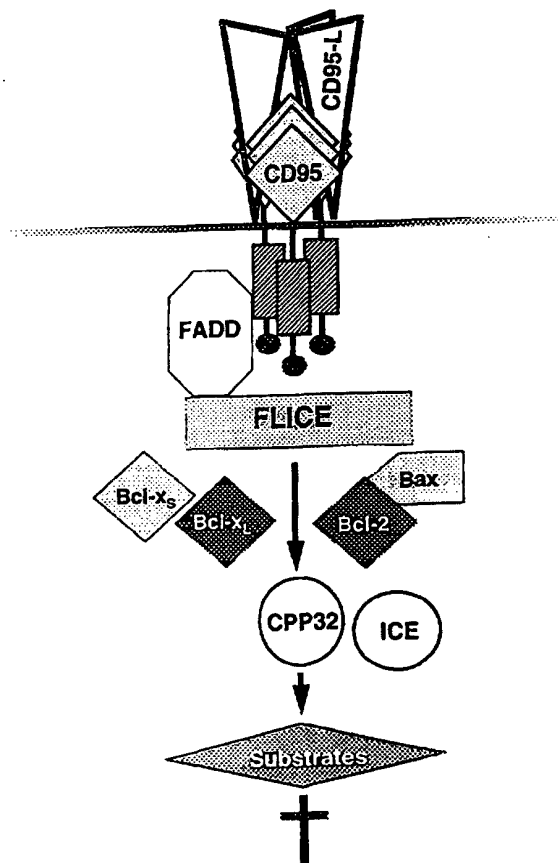 CD95-L
CD95
FADD
FLICE
Bcl-xS
Bcl-xL
Bcl-2
Bax
CPP32
ICE
Substrates